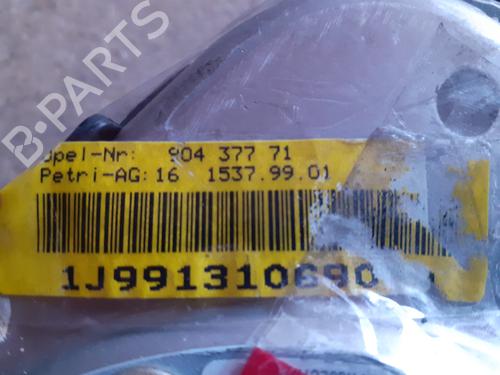 B-PARTS
Opel-Nr: 904 377 71
Petri-AG: 16 1537.99.01
1J991310690